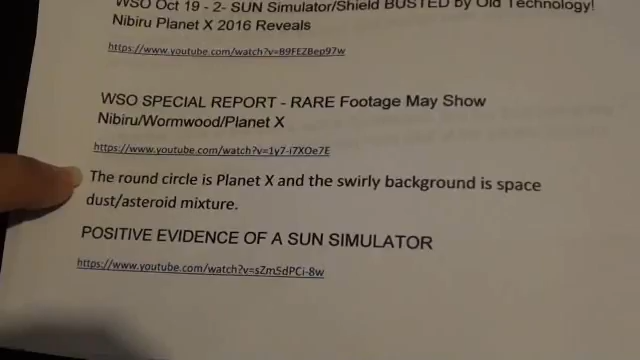 WSO Oct 19 - 2- SUN Simulator/Shield BUSTED by Old Technology!
Nibiru Planet X 2016 Reveals
https://www.youtube.com/watch?v=B9FEZBep97w
WSO SPECIAL REPORT - RARE Footage May Show
Nibiru/Wormwood/Planet X
https://www.youtube.com/watch?v=1y7-i7XOe7E
The round circle is Planet X and the swirly background is space
dust/asteroid mixture.
POSITIVE EVIDENCE OF A SUN SIMULATOR
https://www.youtube.com/watch?v=sZm5dPCi-8w